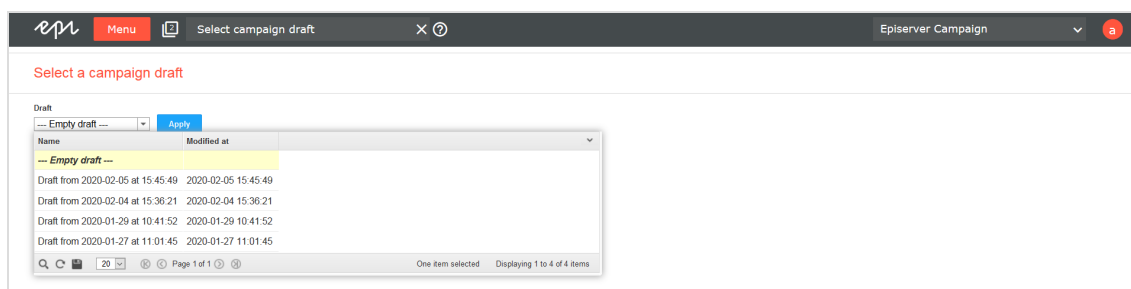 epi Menu 2 Select campaign draft Episerver Campaign a
Select a campaign draft
Draft
--- Empty draft --- Apply
Name Modified at
--- Empty draft ---
Draft from 2020-02-05 at 15:45:49 2020-02-05 15:45:49
Draft from 2020-02-04 at 15:36:21 2020-02-04 15:36:21
Draft from 2020-01-29 at 10:41:52 2020-01-29 10:41:52
Draft from 2020-01-27 at 11:01:45 2020-01-27 11:01:45
20 Page 1 of 1 One item selected Displaying 1 to 4 of 4 items